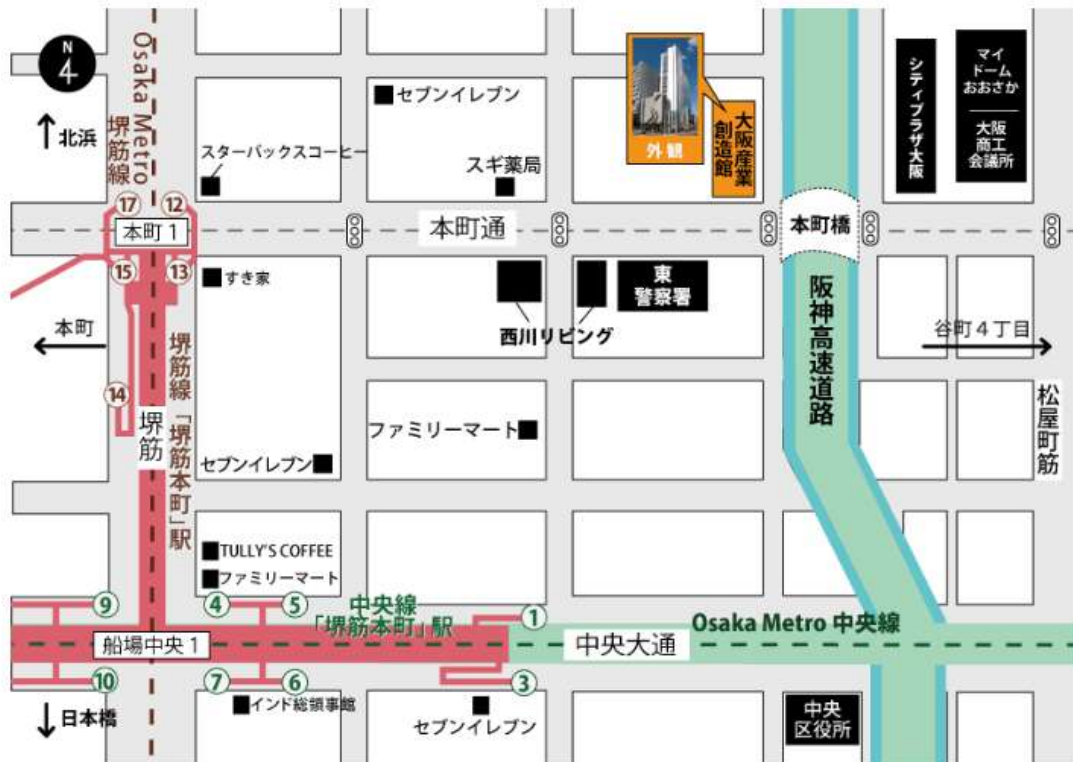 N
4
Osaka Metro
堺筋線
北浜
セブンイレブン
スターバックスコーヒー
スギ薬局
外観
大阪産業
創造館
シティプラザ大阪
マイ
ドーム
おおさか
大阪
商工
会議所
17
12
本町1
本町通
本町橋
15
13
すき家
西川リビング
東
警察署
阪神高速道路
本町
谷町4丁目
14
堺筋
堺筋線「堺筋本町」駅
ファミリーマート
セブンイレブン
松屋町筋
TULLY'S COFFEE
ファミリーマート
9
4
5
中央線
「堺筋本町」駅
1
Osaka Metro 中央線
船場中央1
中央大通
10
7
6
3
日本橋
インド総領事館
セブンイレブン
中央
区役所